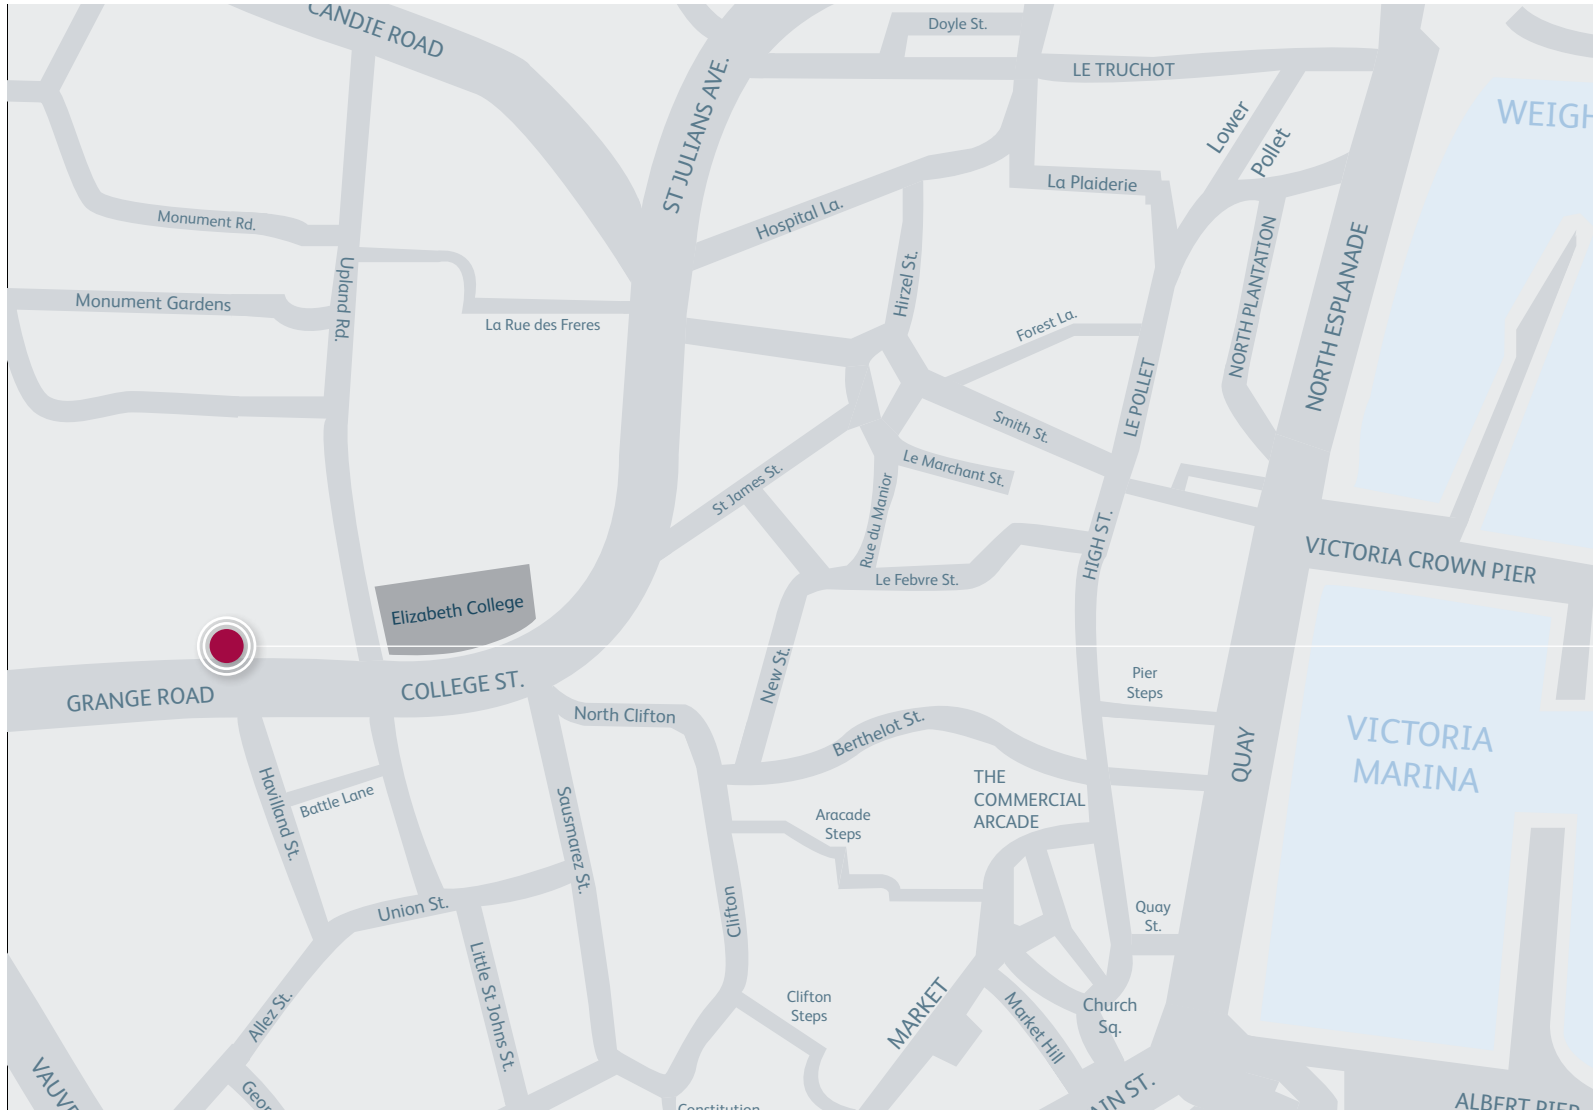 CANDIE ROAD
Doyle St.
LE TRUCHOT
ST JULIANS AVE.
Lower
Pollet
La Plaiderie
Monument Rd.
Hospital La.
Hirzel St.
NORTH PLANTATION
NORTH ESPLANADE
Upland Rd.
Monument Gardens
La Rue des Freres
Forest La.
LE POLLET
Smith St.
Le Marchant St.
St James St.
Rue du Manior
HIGH ST.
Le Febvre St.
VICTORIA CROWN PIER
Elizabeth College
GRANGE ROAD
COLLEGE ST.
New St.
Pier
Steps
North Clifton
Berthelot St.
QUAY
VICTORIA
MARINA
THE
COMMERCIAL
ARCADE
Havilland St.
Battle Lane
Sausmarez St.
Aracade
Steps
Clifton
Union St.
Quay
St.
Little St Johns St.
Allez St.
Clifton
Steps
MARKET
Market Hill
Church
Sq.
ALBERT PIER
Constitution